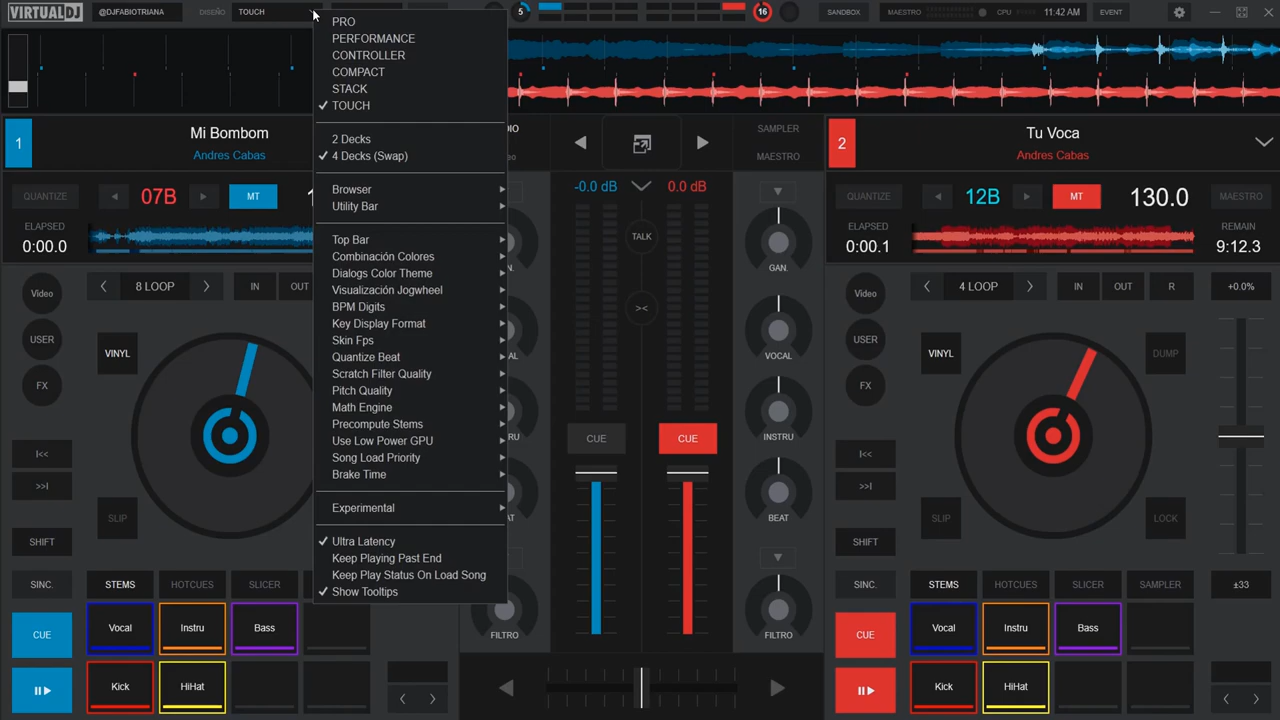 VIRTUALDJ
@DJFABIOTRIANA
DISEÑO
TOUCH
5
16
SANDBOX
MAESTRO
CPU
11:42 AM
EVENT
PRO
PERFORMANCE
CONTROLLER
COMPACT
STACK
TOUCH
2 Decks
4 Decks (Swap)
Browser
Utility Bar
Top Bar
Combinación Colores
Dialogs Color Theme
Visualización Jogwheel
BPM Digits
Key Display Format
Skin Fps
Quantize Beat
Scratch Filter Quality
Pitch Quality
Math Engine
Precompute Stems
Use Low Power GPU
Song Load Priority
Brake Time
Experimental
Ultra Latency
Keep Playing Past End
Keep Play Status On Load Song
Show Tooltips
1
Mi Bombom
Andres Cabas
QUANTIZE
07B
MT
ELAPSED
0:00.0
Video
8 LOOP
IN
OUT
USER
FX
VINYL
SLIP
SHIFT
SINC.
STEMS
HOTCUES
SLICER
CUE
Vocal
Instru
Bass
Kick
HiHat
SAMPLER
MAESTRO
-0.0 dB
0.0 dB
TALK
><
GAN.
VOCAL
INSTRU
BEAT
FILTRO
FILTRO
CUE
CUE
2
Tu Voca
Andres Cabas
QUANTIZE
12B
MT
130.0
MAESTRO
ELAPSED
0:00.1
REMAIN
9:12.3
Video
4 LOOP
IN
OUT
R
+0.0%
USER
FX
VINYL
DUMP
SLIP
LOCK
SHIFT
SINC.
STEMS
HOTCUES
SLICER
SAMPLER
±33
CUE
Vocal
Instru
Bass
Kick
HiHat